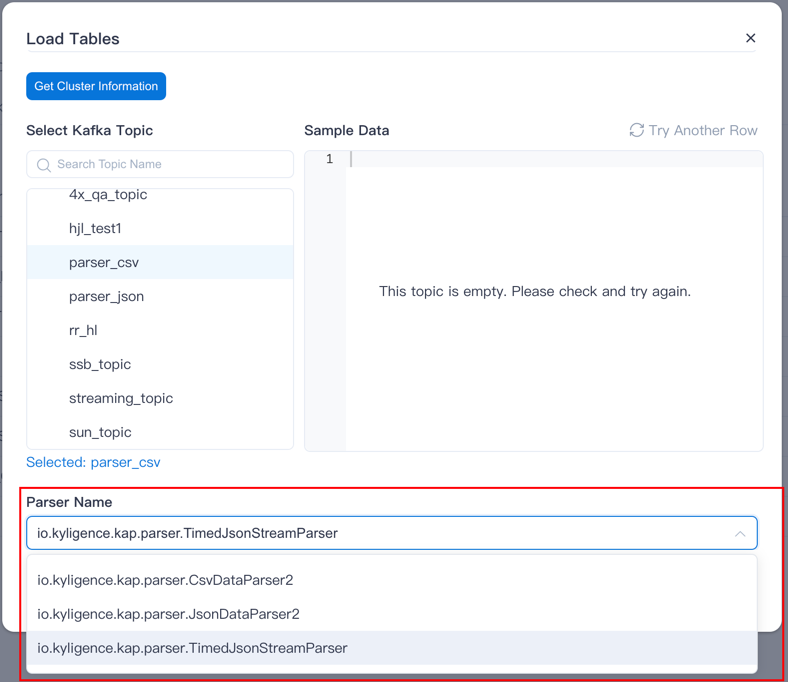 Load Tables
Get Cluster Information
Select Kafka Topic
Sample Data
Try Another Row
Search Topic Name
1
4x_qa_topic
hjl_test1
parser_csv
This topic is empty. Please check and try again.
parser_json
rr_hl
ssb_topic
streaming_topic
sun_topic
Selected: parser_csv
Parser Name
io.kyligence.kap.parser.TimedJsonStreamParser
io.kyligence.kap.parser.CsvDataParser2
io.kyligence.kap.parser.JsonDataParser2
io.kyligence.kap.parser.TimedJsonStreamParser